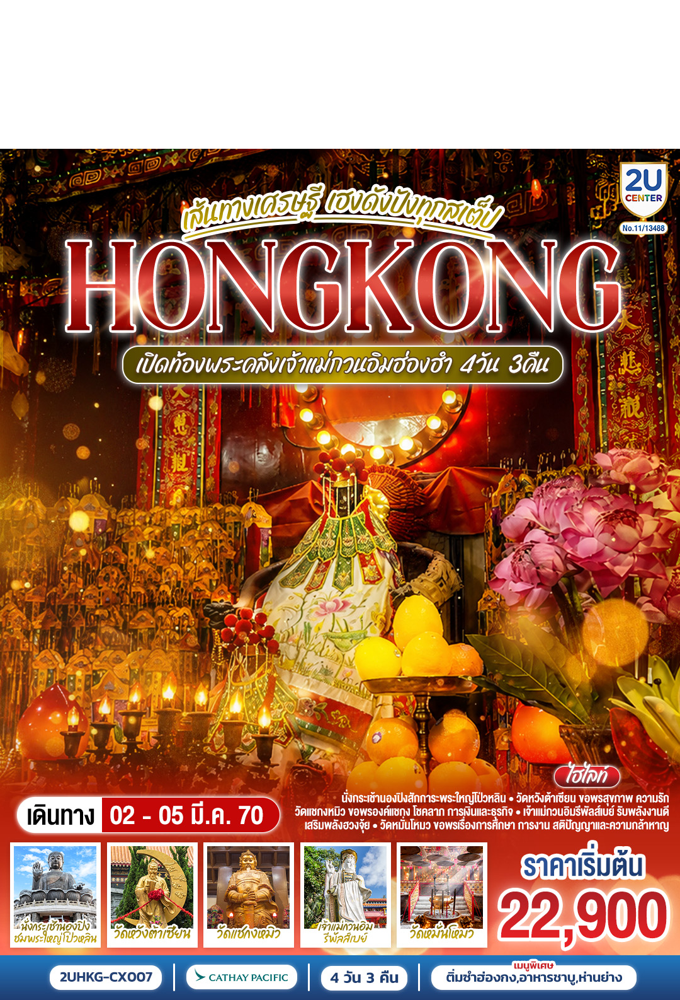 2U
CENTER
No.11/13488
เส้นทางเศรษฐี เฮงดังปังทุกสเต็ป
HONGKONG
เปิดท้องพระคลังเจ้าแม่กวนอิมฮ่องฮำ 4วัน 3คืน
ไฮไลท์
นั่งกระเช้านองปิงสักการะพระใหญ่โป่วหลิน • วัดหวังต้าเซียน ขอพรสุขภาพ ความรัก
วัดแชกงหมิว ขอพรองค์แชกง โชคลาภ การเงินและธุรกิจ • เจ้าแม่กวนอิมรีพัลส์เบย์ รับพลังงานดี
เสริมพลังฮวงจุ้ย • วัดหมั่นโหมว ขอพรเรื่องการศึกษา การงาน สติปัญญาและความกล้าหาญ
เดินทาง 02 - 05 มี.ค. 70
นั่งกระเช้านองปิง
ชมพระใหญ่โป่วหลิน
วัดหวังต้าเซียน
วัดแชกงหมิว
เจ้าแม่กวนอิม
รีพัลส์เบย์
วัดหมั่นโหมว
ราคาเริ่มต้น
22,900
2UHKG-CX007
CATHAY PACIFIC
4 วัน 3 คืน
เมนูพิเศษ
ติ่มซำฮ่องกง,อาหารชาบู,ห่านย่าง